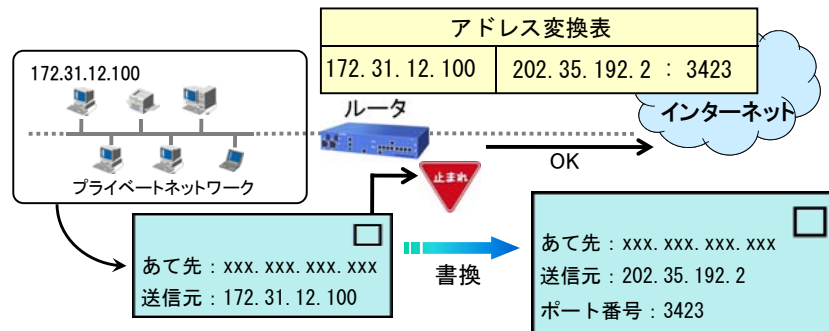 アドレス変換表
172.31.12.100 202.35.192.2 : 3423
172.31.12.100
ルータ
インターネット
止まれ
OK
プライベートネットワーク
あて先：xxx.xxx.xxx.xxx
送信元：172.31.12.100
書換
あて先：xxx.xxx.xxx.xxx
送信元：202.35.192.2
ポート番号：3423